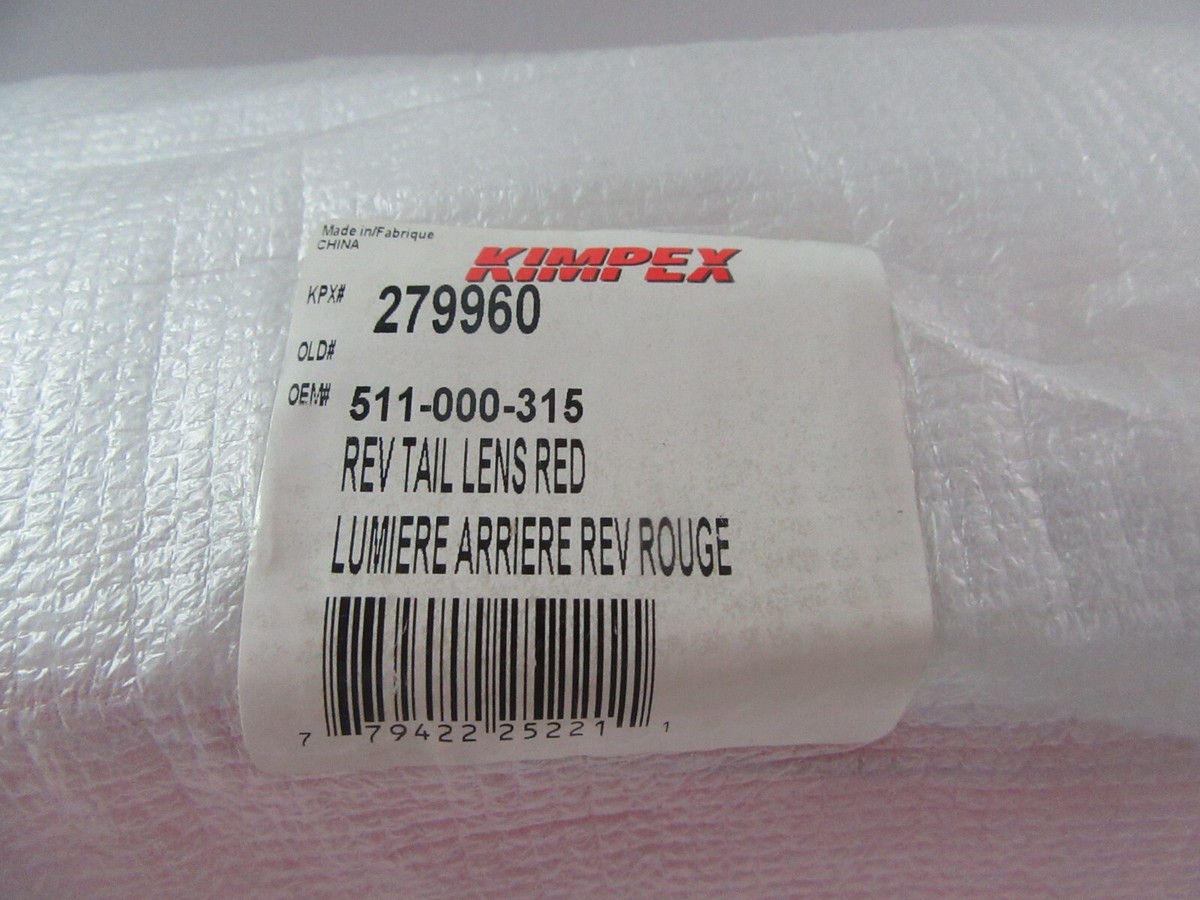 Made in/Fabrique
CHINA
KIMPEX
KPX# 279960
OLD#
OEM# 511-000-315
REV TAIL LENS RED
LUMIERE ARRIERE REV ROUGE
7 79422 25221 1